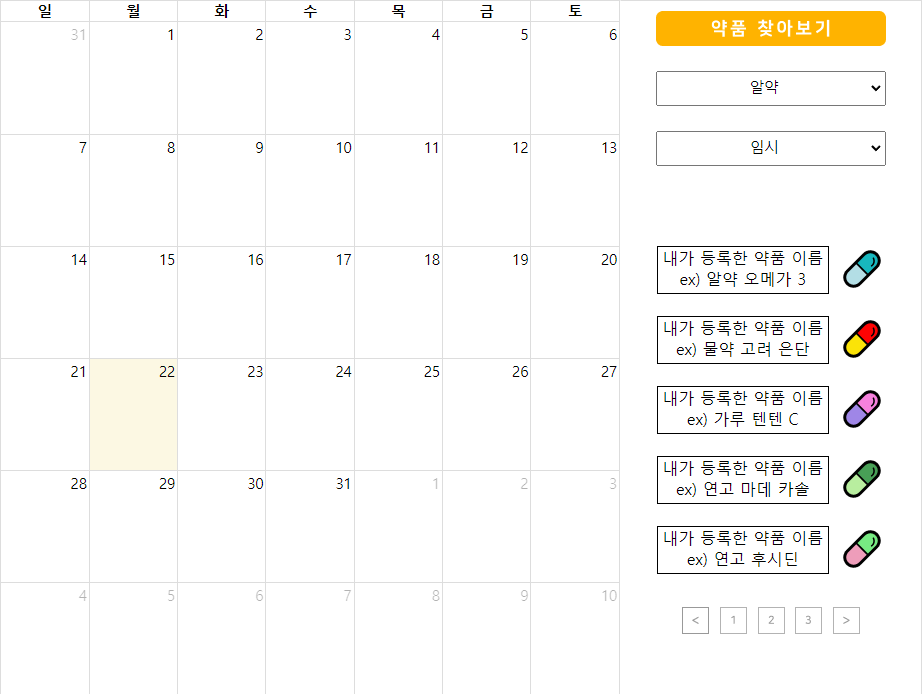 일 월 화 수 목 금 토
31 1 2 3 4 5 6
7 8 9 10 11 12 13
14 15 16 17 18 19 20
21 22 23 24 25 26 27
28 29 30 31 1 2 3
4 5 6 7 8 9 10
약품 찾아보기
알약
임시
내가 등록한 약품 이름
ex) 알약 오메가 3
내가 등록한 약품 이름
ex) 물약 고려 은단
내가 등록한 약품 이름
ex) 가루 텐텐 C
내가 등록한 약품 이름
ex) 연고 마데 카솔
내가 등록한 약품 이름
ex) 연고 후시딘
< 1 2 3 >